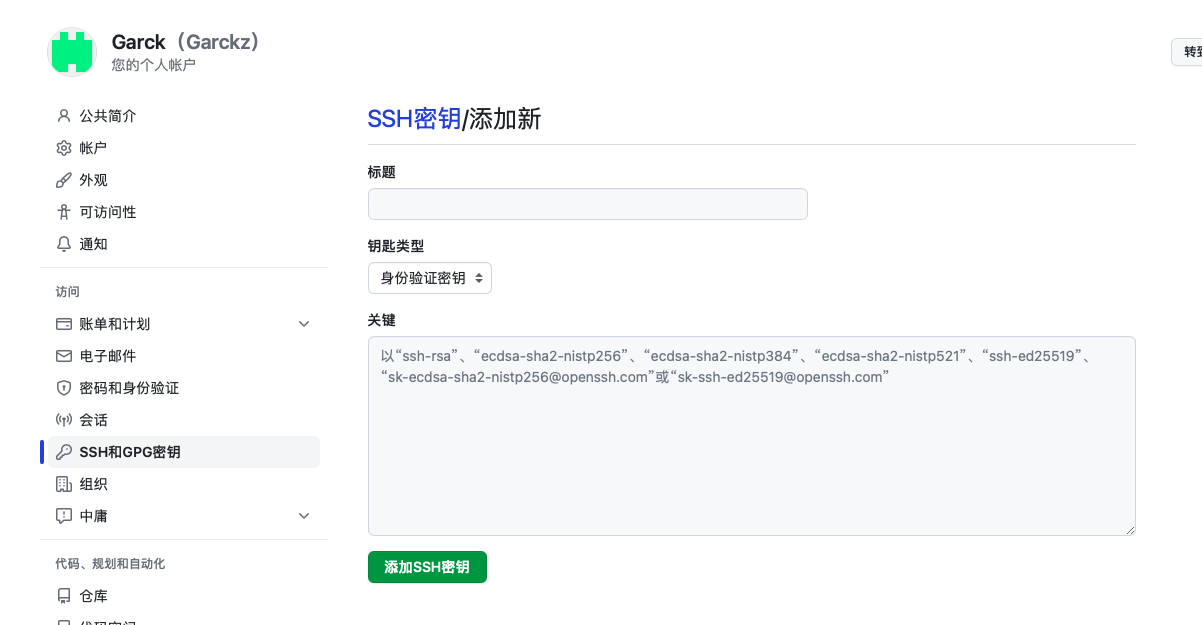 Garck（Garckz）
您的个人帐户
转到
公共简介
帐户
外观
可访问性
通知
访问
账单和计划
电子邮件
密码和身份验证
会话
SSH和GPG密钥
组织
中庸
代码、规划和自动化
仓库
SSH密钥/添加新
标题
钥匙类型
身份验证密钥
关键
以“ssh-rsa”、“ecdsa-sha2-nistp256”、“ecdsa-sha2-nistp384”、“ecdsa-sha2-nistp521”、“ssh-ed25519”、
“sk-ecdsa-sha2-nistp256@openssh.com”或“sk-ssh-ed25519@openssh.com”
添加SSH密钥